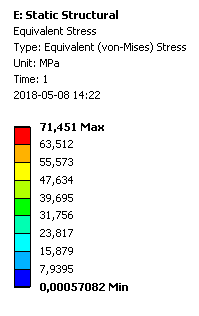 E: Static Structural
Equivalent Stress
Type: Equivalent (von-Mises) Stress
Unit: MPa
Time: 1
2018-05-08 14:22
71,451 Max
63,512
55,573
47,634
39,695
31,756
23,817
15,879
7,9395
0,00057082 Min